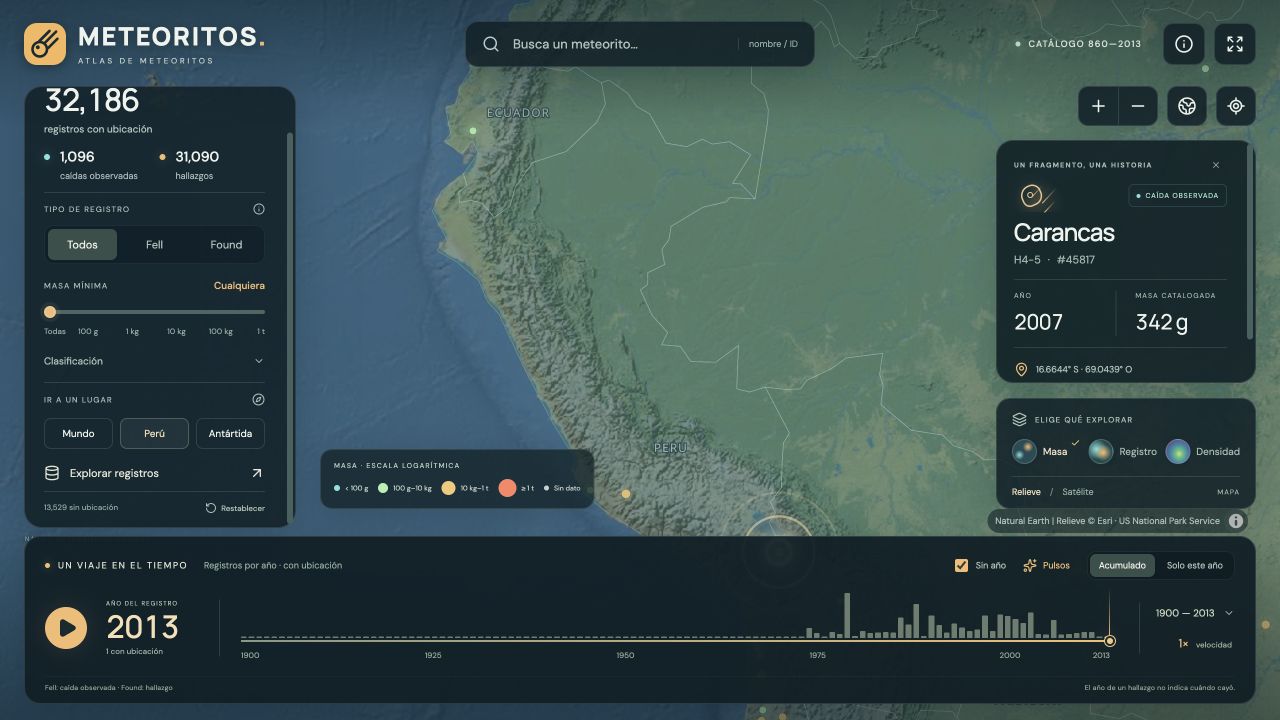 METEORITOS.
ATLAS DE METEORITOS
Busca un meteorito...
nombre / ID
CATÁLOGO 860—2013
32,186
registros con ubicación
1,096
caídas observadas
31,090
hallazgos
TIPO DE REGISTRO
Todos
Fell
Found
MASA MÍNIMA
Cualquiera
Todas
100 g
1 kg
10 kg
100 kg
1 t
Clasificación
IR A UN LUGAR
Mundo
Perú
Antártida
Explorar registros
13,529 sin ubicación
Restablecer
ECUADOR
PERU
MASA · ESCALA LOGARÍTMICA
< 100 g
100 g–10 kg
10 kg–1 t
≥ 1 t
Sin dato
UN FRAGMENTO, UNA HISTORIA
CAÍDA OBSERVADA
Carancas
H4-5 · #45817
AÑO
2007
MASA CATALOGADA
342 g
16.6644° S · 69.0439° O
ELIGE QUÉ EXPLORAR
Masa
Registro
Densidad
Relieve / Satélite
MAPA
Natural Earth | Relieve © Esri · US National Park Service
UN VIAJE EN EL TIEMPO
Registros por año · con ubicación
Sin año
Pulsos
Acumulado
Solo este año
AÑO DEL REGISTRO
2013
1 con ubicación
1900
1925
1950
1975
2000
2013
1900 — 2013
1× velocidad
Fell: caída observada · Found: hallazgo
El año de un hallazgo no indica cuándo cayó.